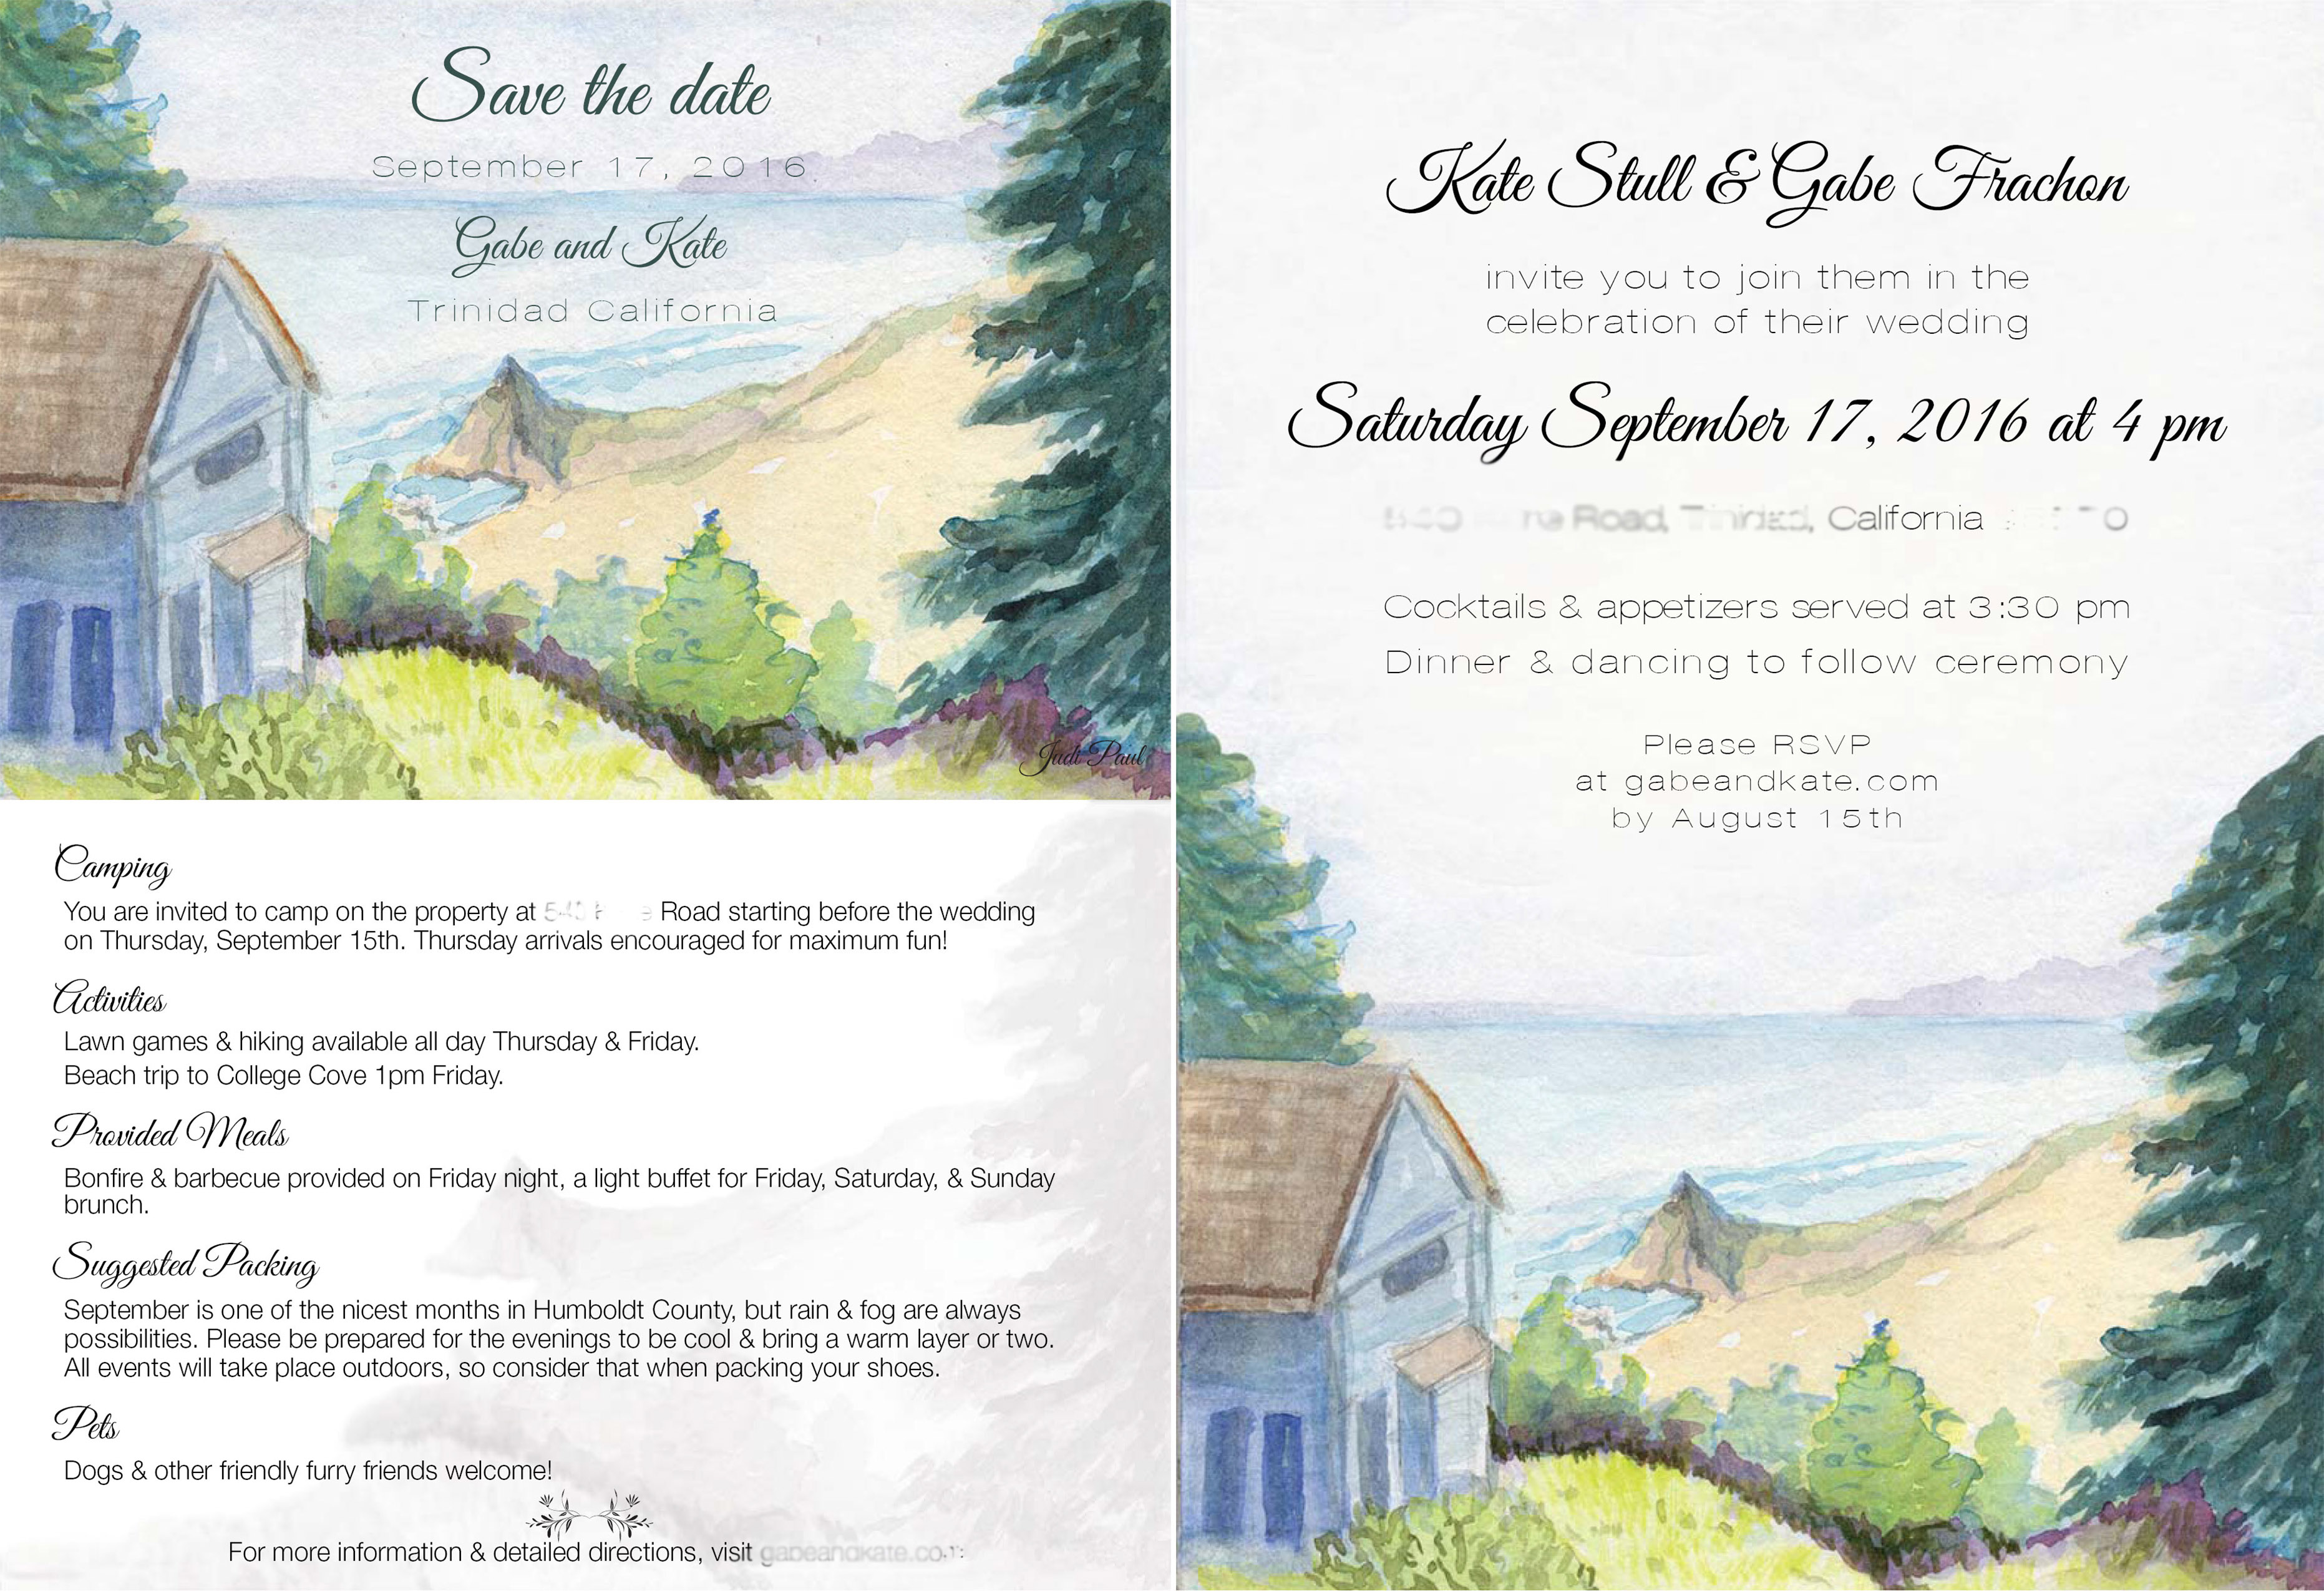 Save the date
September 17, 2016
Gabe and Kate
Trinidad California
Judi Paul
Camping
You are invited to camp on the property at Road starting before the wedding
on Thursday, September 15th. Thursday arrivals encouraged for maximum fun!
Activities
Lawn games & hiking available all day Thursday & Friday.
Beach trip to College Cove 1pm Friday.
Provided Meals
Bonfire & barbecue provided on Friday night, a light buffet for Friday, Saturday, & Sunday
brunch.
Suggested Packing
September is one of the nicest months in Humboldt County, but rain & fog are always
possibilities. Please be prepared for the evenings to be cool & bring a warm layer or two.
All events will take place outdoors, so consider that when packing your shoes.
Pets
Dogs & other friendly furry friends welcome!
For more information & detailed directions, visit
Kate Stull & Gabe Frachon
invite you to join them in the
celebration of their wedding
Saturday September 17, 2016 at 4 pm
Road, Trinidad, California
Cocktails & appetizers served at 3:30 pm
Dinner & dancing to follow ceremony
Please RSVP
at gabeandkate.com
by August 15th